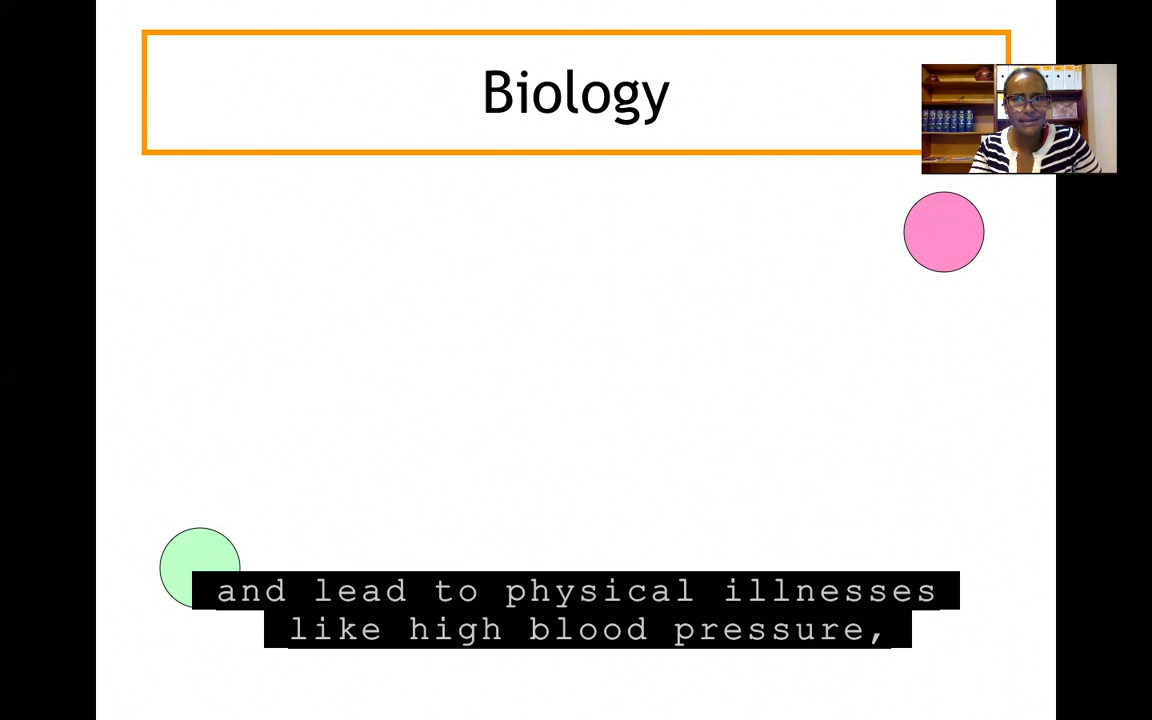 Biology
and lead to physical illnesses
like high blood pressure,